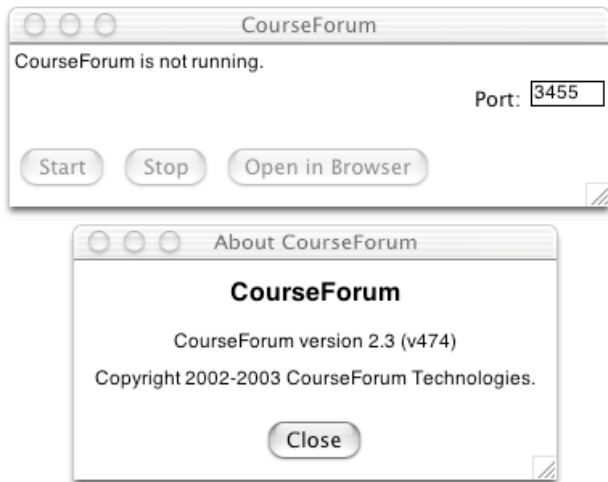 CourseForum
CourseForum is not running.
Port: 3455
Start Stop Open in Browser
About CourseForum
CourseForum
CourseForum version 2.3 (v474)
Copyright 2002-2003 CourseForum Technologies.
Close